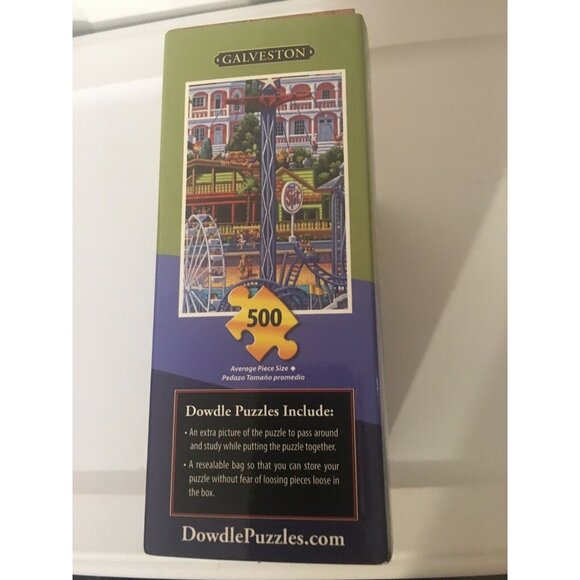 GALVESTON
500
Average Piece Size ◆
Pedazo Tamaño promedio
Dowdle Puzzles Include:
• An extra picture of the puzzle to pass around
and study while putting the puzzle together.
• A resealable bag so that you can store your
puzzle without fear of loosing pieces loose in
the box.
DowdlePuzzles.com